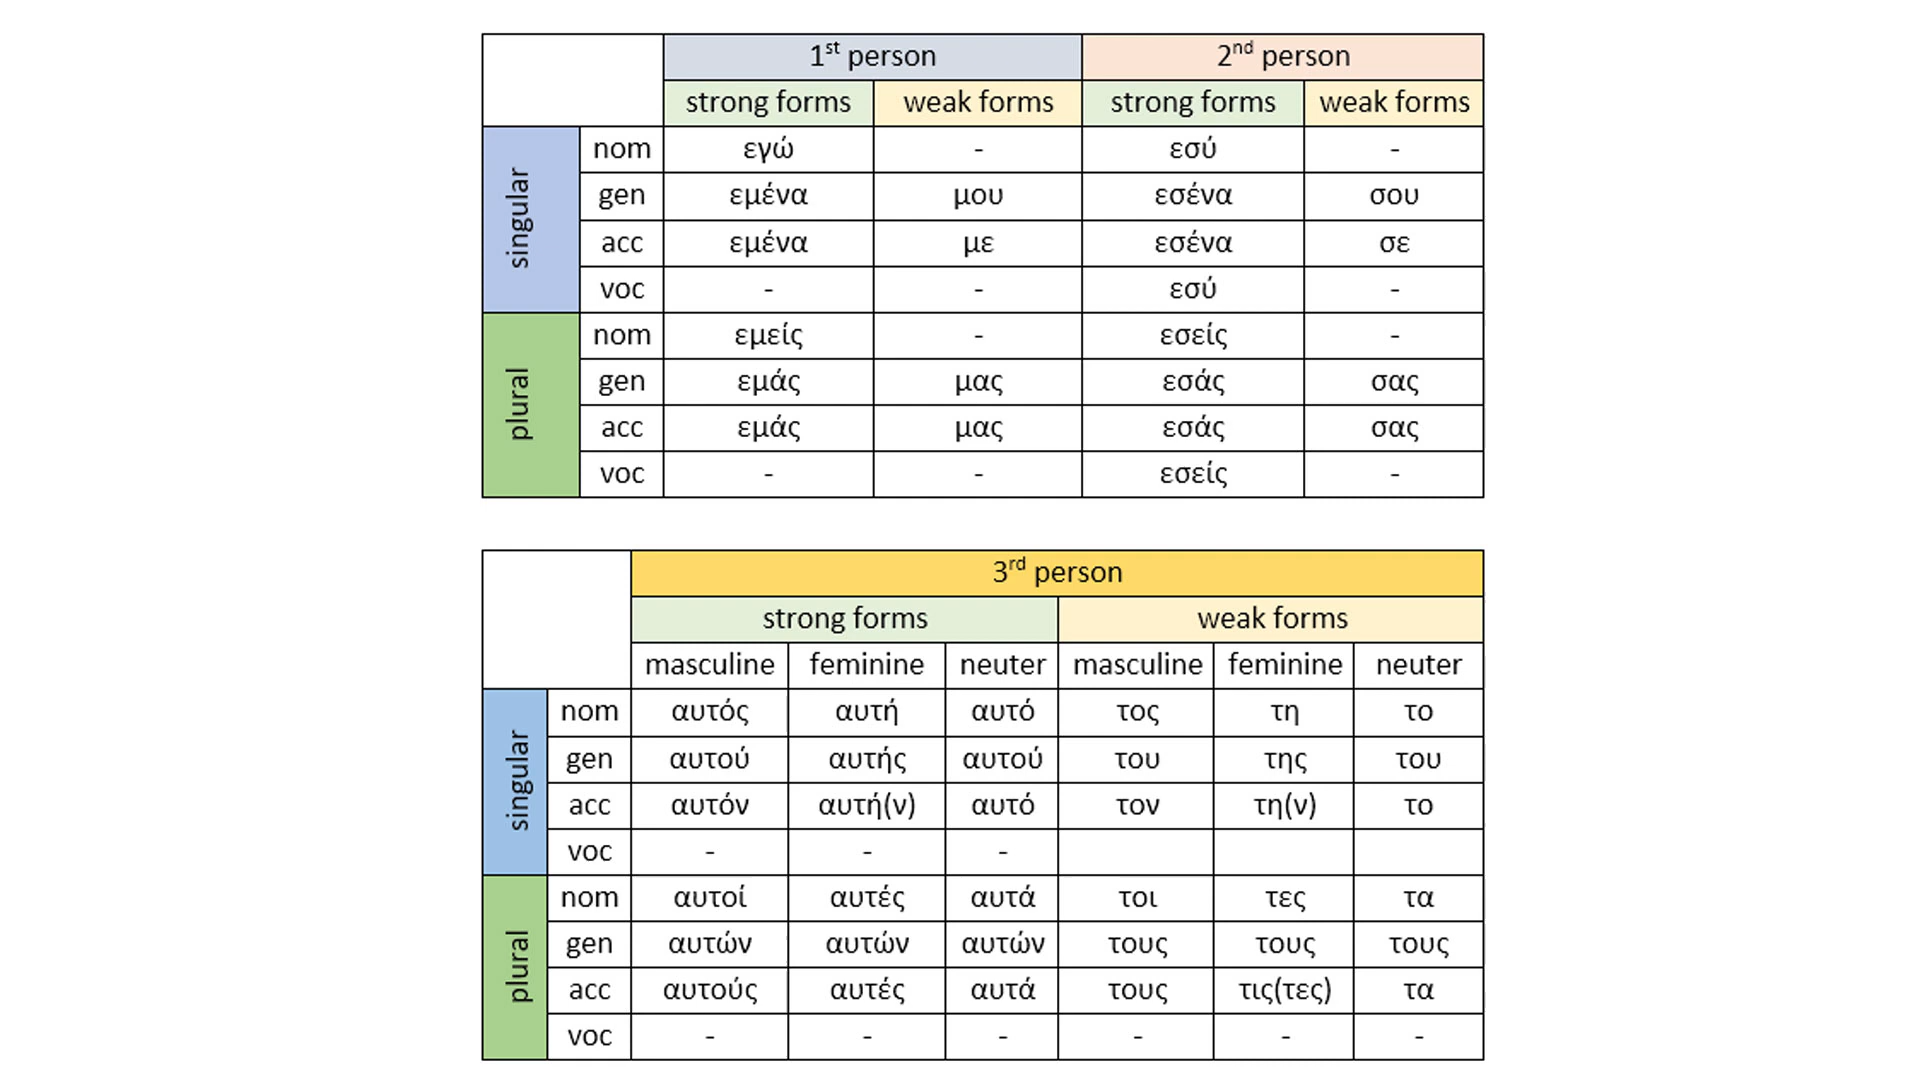 1st person 2nd person
strong forms weak forms strong forms weak forms
singular
nom εγώ - εσύ -
gen εμένα μου εσένα σου
acc εμένα με εσένα σε
voc - - εσύ -
plural
nom εμείς - εσείς -
gen εμάς μας εσάς σας
acc εμάς μας εσάς σας
voc - - εσείς -
3rd person
strong forms weak forms
masculine feminine neuter masculine feminine neuter
singular
nom αυτός αυτή αυτό τος τη το
gen αυτού αυτής αυτού του της του
acc αυτόν αυτή(ν) αυτό τον τη(ν) το
voc - - -
plural
nom αυτοί αυτές αυτά τοι τες τα
gen αυτών αυτών αυτών τους τους τους
acc αυτούς αυτές αυτά τους τις(τες) τα
voc - - - - - -